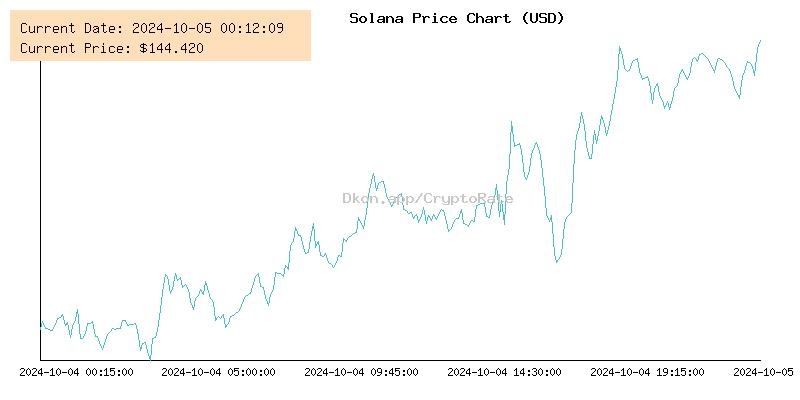 Solana Price Chart (USD)
Current Date: 2024-10-05 00:12:09
Current Price: $144.420
Dkon.app/CryptoRate
2024-10-04 00:15:00
2024-10-04 05:00:00
2024-10-04 09:45:00
2024-10-04 14:30:00
2024-10-04 19:15:00
2024-10-05